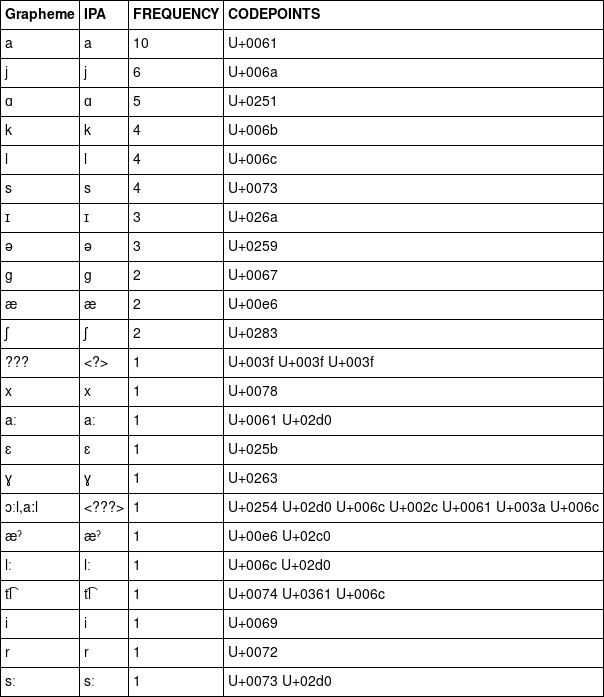 Grapheme IPA FREQUENCY CODEPOINTS
a a 10 U+0061
j j 6 U+006a
ɑ ɑ 5 U+0251
k k 4 U+006b
l l 4 U+006c
s s 4 U+0073
ɪ ɪ 3 U+026a
ə ə 3 U+0259
g g 2 U+0067
æ æ 2 U+00e6
ʃ ʃ 2 U+0283
??? <?> 1 U+003f U+003f U+003f
x x 1 U+0078
aː aː 1 U+0061 U+02d0
ɛ ɛ 1 U+025b
ɣ ɣ 1 U+0263
ɔːl,a:l <???> 1 U+0254 U+02d0 U+006c U+002c U+0061 U+003a U+006c
æˀ æˀ 1 U+00e6 U+02c0
lː lː 1 U+006c U+02d0
t͡l t͡l 1 U+0074 U+0361 U+006c
i i 1 U+0069
r r 1 U+0072
sː sː 1 U+0073 U+02d0